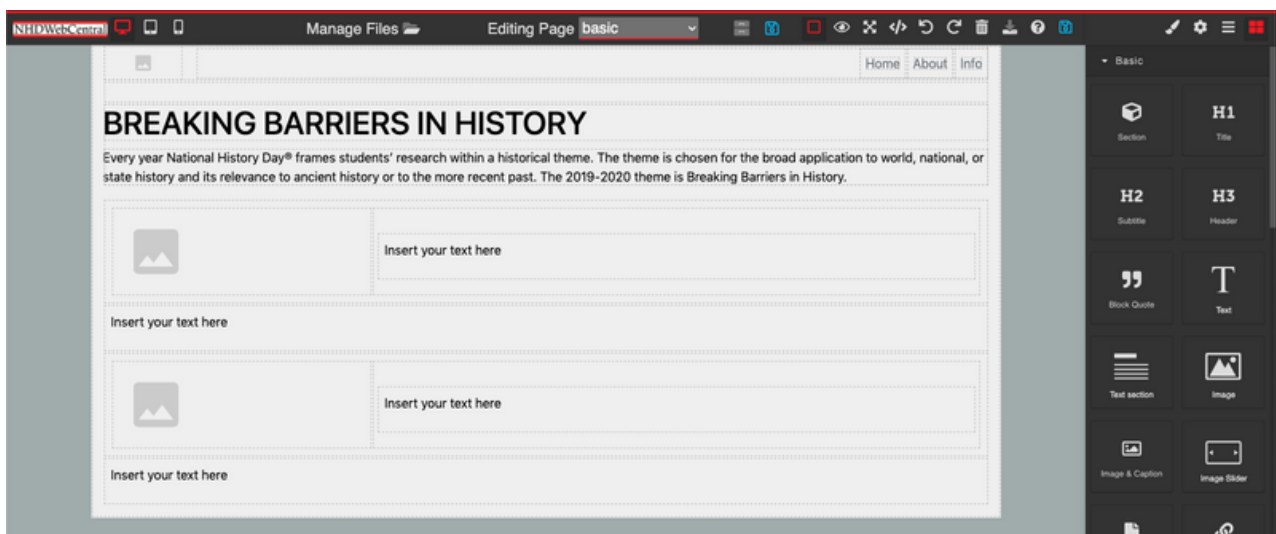 NHDWebCentral Manage Files Editing Page basic
Home About Info
BREAKING BARRIERS IN HISTORY
Every year National History Day® frames students' research within a historical theme. The theme is chosen for the broad application to world, national, or
state history and its relevance to ancient history or to the more recent past. The 2019-2020 theme is Breaking Barriers in History.
Insert your text here
Insert your text here
Insert your text here
Insert your text here
Basic
Section
H1
Title
H2
Subtitle
H3
Header
Block Quote
T
Text
Text section
Image
Image & Caption
Image Slider